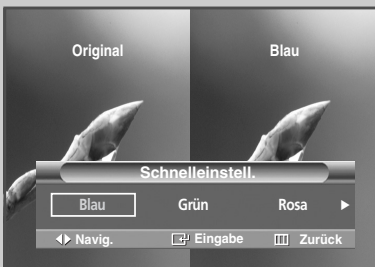 Original Blau
Schnelleinstell.
Blau Grün Rosa
Navig. Eingabe Zurück